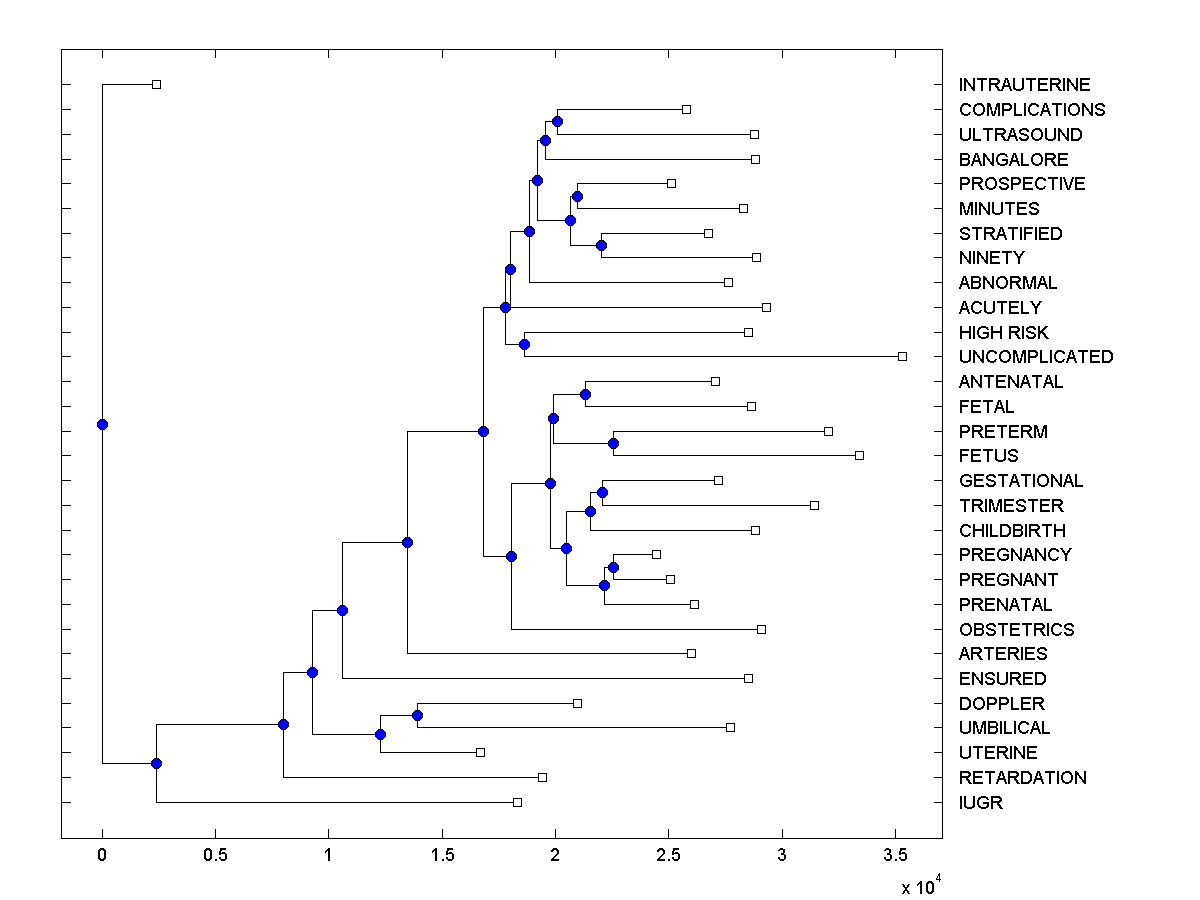 INTRAUTERINE
COMPLICATIONS
ULTRASOUND
BANGALORE
PROSPECTIVE
MINUTES
STRATIFIED
NINETY
ABNORMAL
ACUTELY
HIGH RISK
UNCOMPLICATED
ANTENATAL
FETAL
PRETERM
FETUS
GESTATIONAL
TRIMESTER
CHILDBIRTH
PREGNANCY
PREGNANT
PRENATAL
OBSTETRICS
ARTERIES
ENSURED
DOPPLER
UMBILICAL
UTERINE
RETARDATION
IUGR
0 0.5 1 1.5 2 2.5 3 3.5
x 10^4